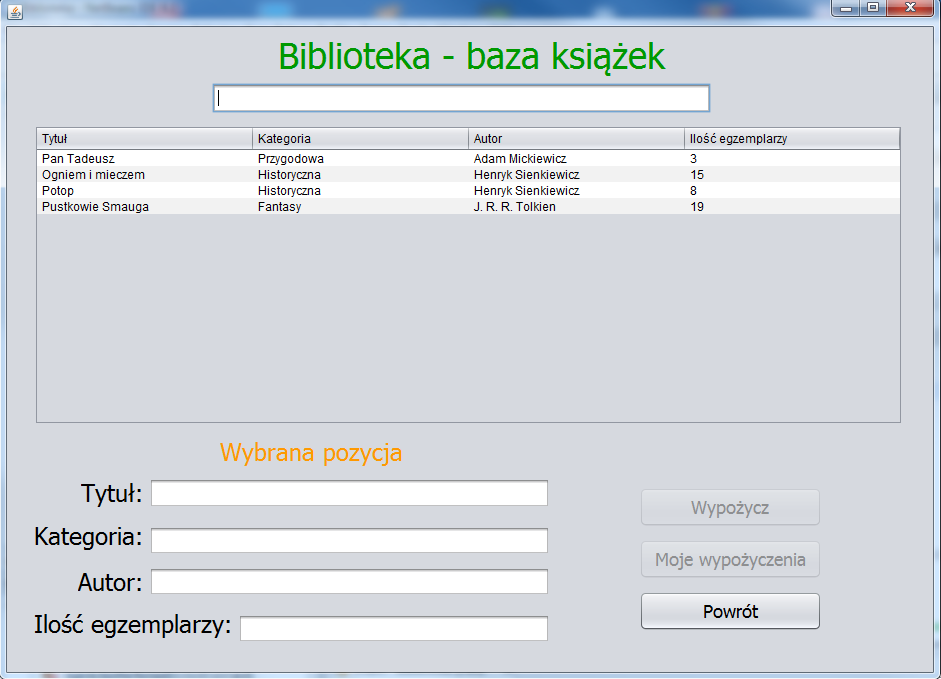 Biblioteka - baza książek
Tytuł Kategoria Autor Ilość egzemplarzy
Pan Tadeusz Przygodowa Adam Mickiewicz 3
Ogniem i mieczem Historyczna Henryk Sienkiewicz 15
Potop Historyczna Henryk Sienkiewicz 8
Pustkowie Smauga Fantasy J. R. R. Tolkien 19
Wybrana pozycja
Tytuł:
Wypożycz
Kategoria:
Moje wypożyczenia
Autor:
Powrót
Ilość egzemplarzy: